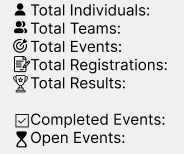 Total Individuals:
Total Teams:
Total Events:
Total Registrations:
Total Results:
Completed Events:
Open Events: